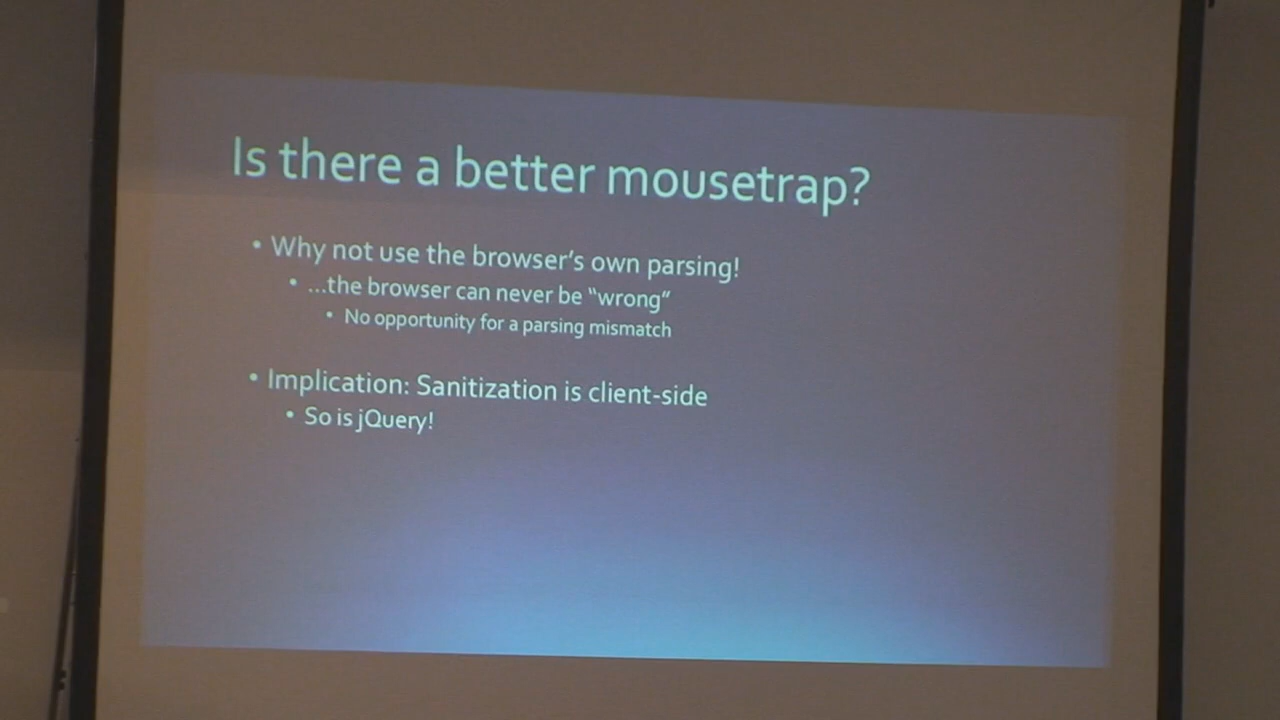 Is there a better mousetrap?
• Why not use the browser's own parsing!
• ...the browser can never be “wrong”
• No opportunity for a parsing mismatch
• Implication: Sanitization is client-side
• So is jQuery!